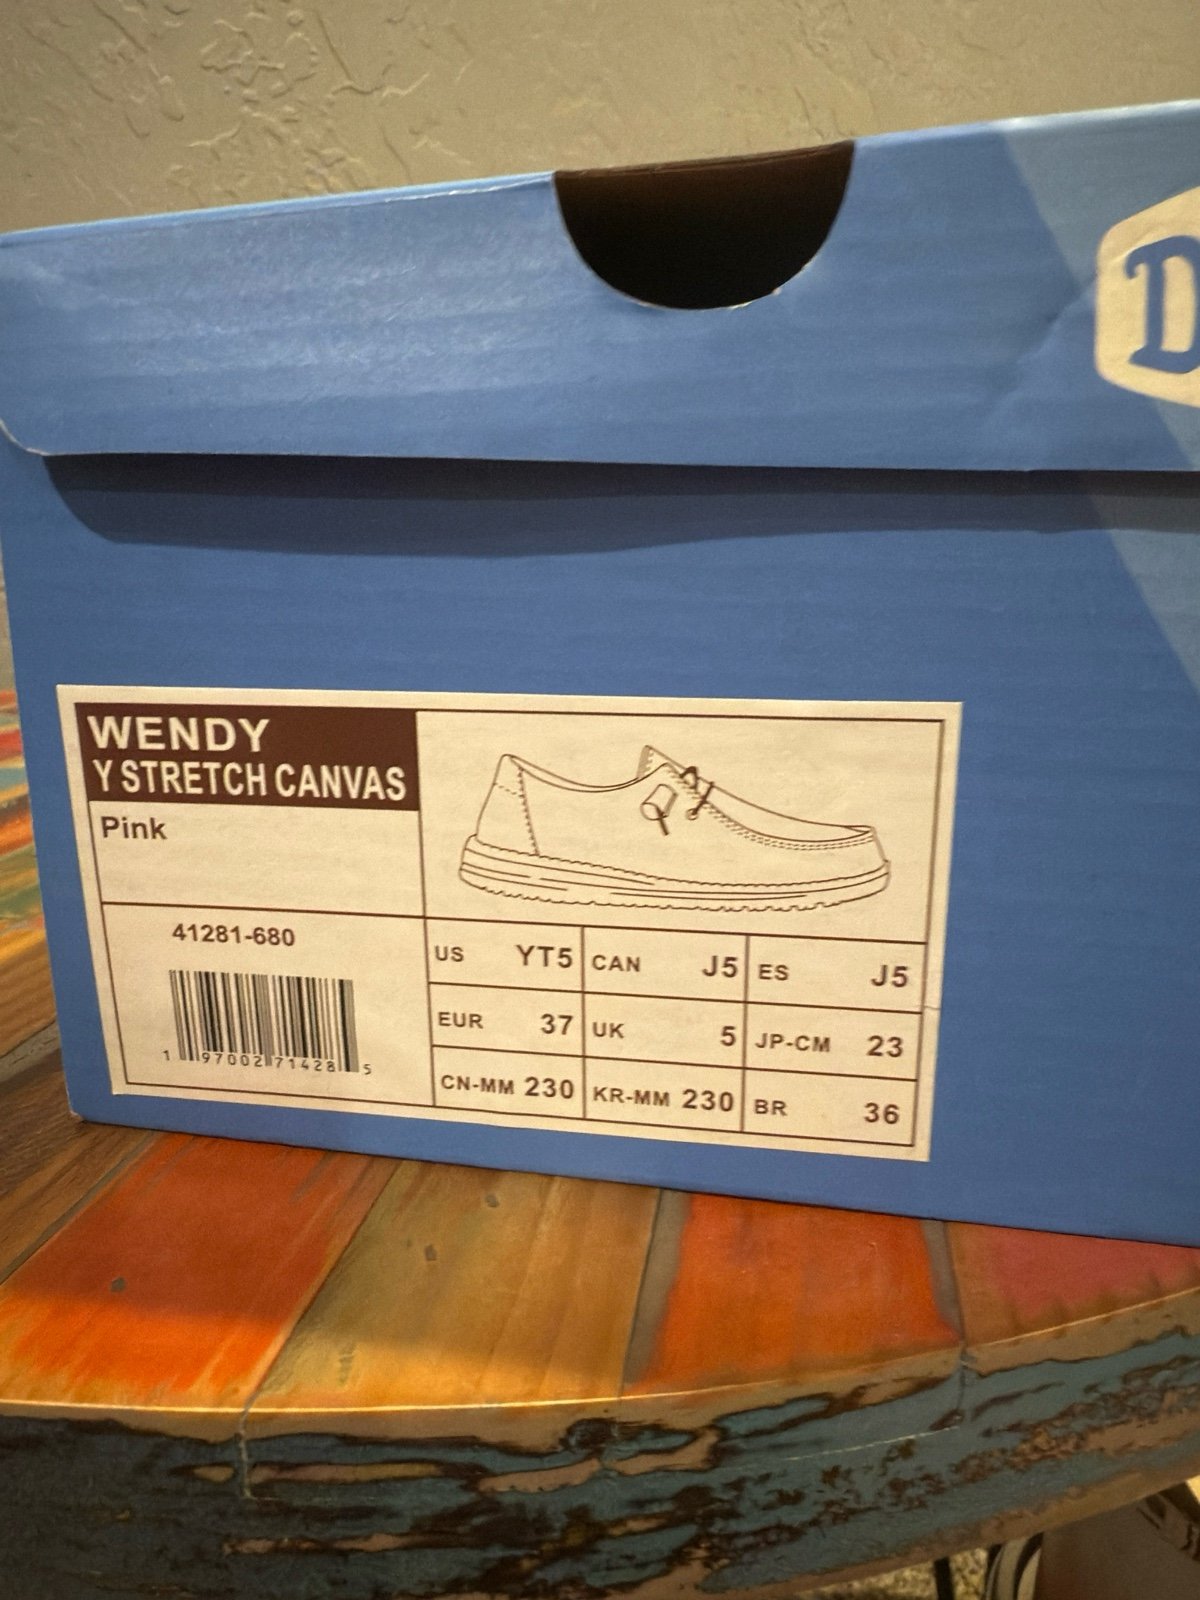 D
WENDY
Y STRETCH CANVAS
Pink
41281-680
1 97002 71428 5
US YT5 CAN J5 ES J5
EUR 37 UK 5 JP-CM 23
CN-MM 230 KR-MM 230 BR 36